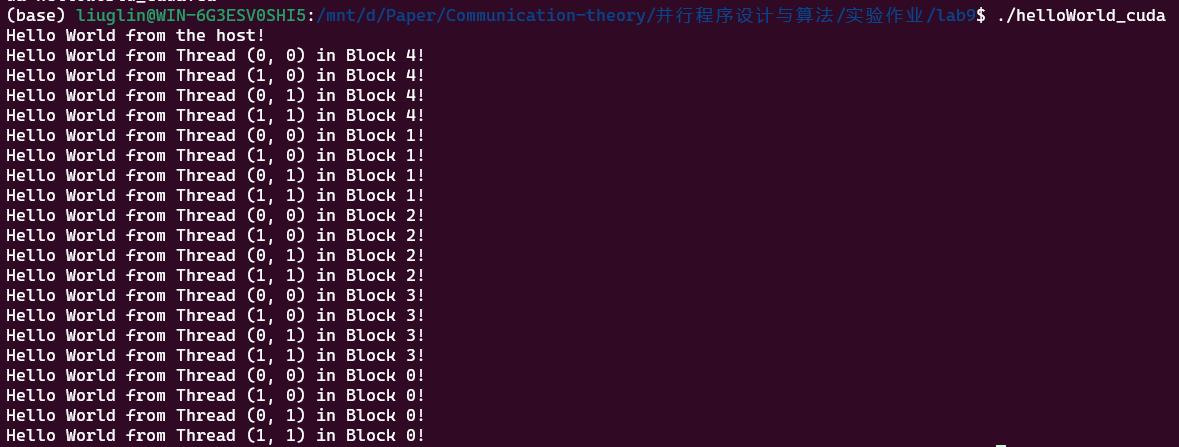 (base) liuglin@WIN-6G3ESV0SHI5:/mnt/d/Paper/Communication-theory/并行程序设计与算法/实验作业/lab9$ ./helloWorld_cuda
Hello World from the host!
Hello World from Thread (0, 0) in Block 4!
Hello World from Thread (1, 0) in Block 4!
Hello World from Thread (0, 1) in Block 4!
Hello World from Thread (1, 1) in Block 4!
Hello World from Thread (0, 0) in Block 1!
Hello World from Thread (1, 0) in Block 1!
Hello World from Thread (0, 1) in Block 1!
Hello World from Thread (1, 1) in Block 1!
Hello World from Thread (0, 0) in Block 2!
Hello World from Thread (1, 0) in Block 2!
Hello World from Thread (0, 1) in Block 2!
Hello World from Thread (1, 1) in Block 2!
Hello World from Thread (0, 0) in Block 3!
Hello World from Thread (1, 0) in Block 3!
Hello World from Thread (0, 1) in Block 3!
Hello World from Thread (1, 1) in Block 3!
Hello World from Thread (0, 0) in Block 0!
Hello World from Thread (1, 0) in Block 0!
Hello World from Thread (0, 1) in Block 0!
Hello World from Thread (1, 1) in Block 0!